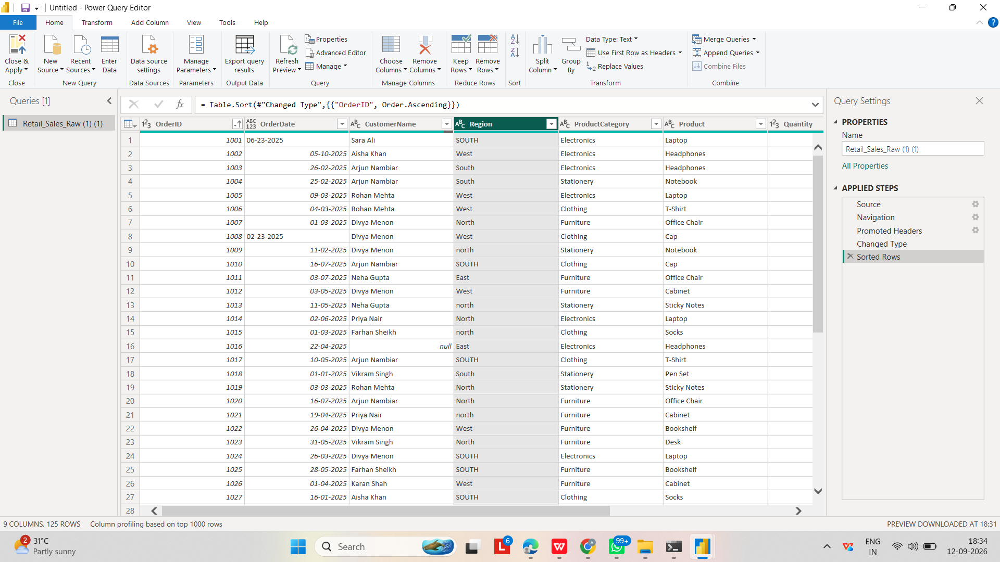 Untitled - Power Query Editor
File Home Transform Add Column View Tools Help
Close & Apply
New Source
Recent Sources
Enter Data
Data source settings
Manage Parameters
Export query results
Refresh Preview
Properties
Advanced Editor
Manage
Choose Columns
Remove Columns
Keep Rows
Remove Rows
Split Column
Group By
Data Type: Text
Use First Row as Headers
Replace Values
Merge Queries
Append Queries
Combine Files
Close New Query Data Sources Parameters Output Data Query Manage Columns Reduce Rows Sort Transform Combine
Queries [1]
Retail_Sales_Raw (1) (1)
fx = Table.Sort(#"Changed Type",{{"OrderID", Order.Ascending}})
OrderID OrderDate CustomerName Region ProductCategory Product Quantity
1 1001 06-23-2025 Sara Ali SOUTH Electronics Laptop
2 1002 05-10-2025 Aisha Khan West Electronics Headphones
3 1003 26-02-2025 Arjun Nambiar South Electronics Headphones
4 1004 25-02-2025 Arjun Nambiar South Stationery Notebook
5 1005 09-03-2025 Rohan Mehta West Electronics Laptop
6 1006 04-03-2025 Rohan Mehta West Clothing T-Shirt
7 1007 01-03-2025 Divya Menon North Furniture Office Chair
8 1008 02-23-2025 Divya Menon West Clothing Cap
9 1009 11-02-2025 Divya Menon north Stationery Notebook
10 1010 16-07-2025 Arjun Nambiar SOUTH Clothing Cap
11 1011 03-07-2025 Neha Gupta East Furniture Office Chair
12 1012 03-05-2025 Divya Menon West Furniture Cabinet
13 1013 11-05-2025 Neha Gupta north Stationery Sticky Notes
14 1014 02-06-2025 Priya Nair North Electronics Laptop
15 1015 01-03-2025 Farhan Sheikh north Clothing Socks
16 1016 22-04-2025 null East Electronics Headphones
17 1017 10-05-2025 Arjun Nambiar SOUTH Clothing T-Shirt
18 1018 01-01-2025 Vikram Singh South Stationery Pen Set
19 1019 03-03-2025 Rohan Mehta North Stationery Sticky Notes
20 1020 16-07-2025 Arjun Nambiar North Furniture Office Chair
21 1021 19-04-2025 Priya Nair north Furniture Cabinet
22 1022 26-04-2025 Divya Menon West Furniture Bookshelf
23 1023 31-05-2025 Vikram Singh North Furniture Desk
24 1024 26-03-2025 Divya Menon SOUTH Electronics Laptop
25 1025 28-05-2025 Farhan Sheikh SOUTH Furniture Bookshelf
26 1026 01-04-2025 Karan Shah West Furniture Cabinet
27 1027 16-01-2025 Aisha Khan SOUTH Clothing Socks
28
Query Settings
PROPERTIES
Name
Retail_Sales_Raw (1) (1)
All Properties
APPLIED STEPS
Source
Navigation
Promoted Headers
Changed Type
Sorted Rows
9 COLUMNS, 125 ROWS Column profiling based on top 1000 rows PREVIEW DOWNLOADED AT 18:31
2 31°C
Partly sunny
Search
6
99+
ENG
IN
18:34
12-09-2026